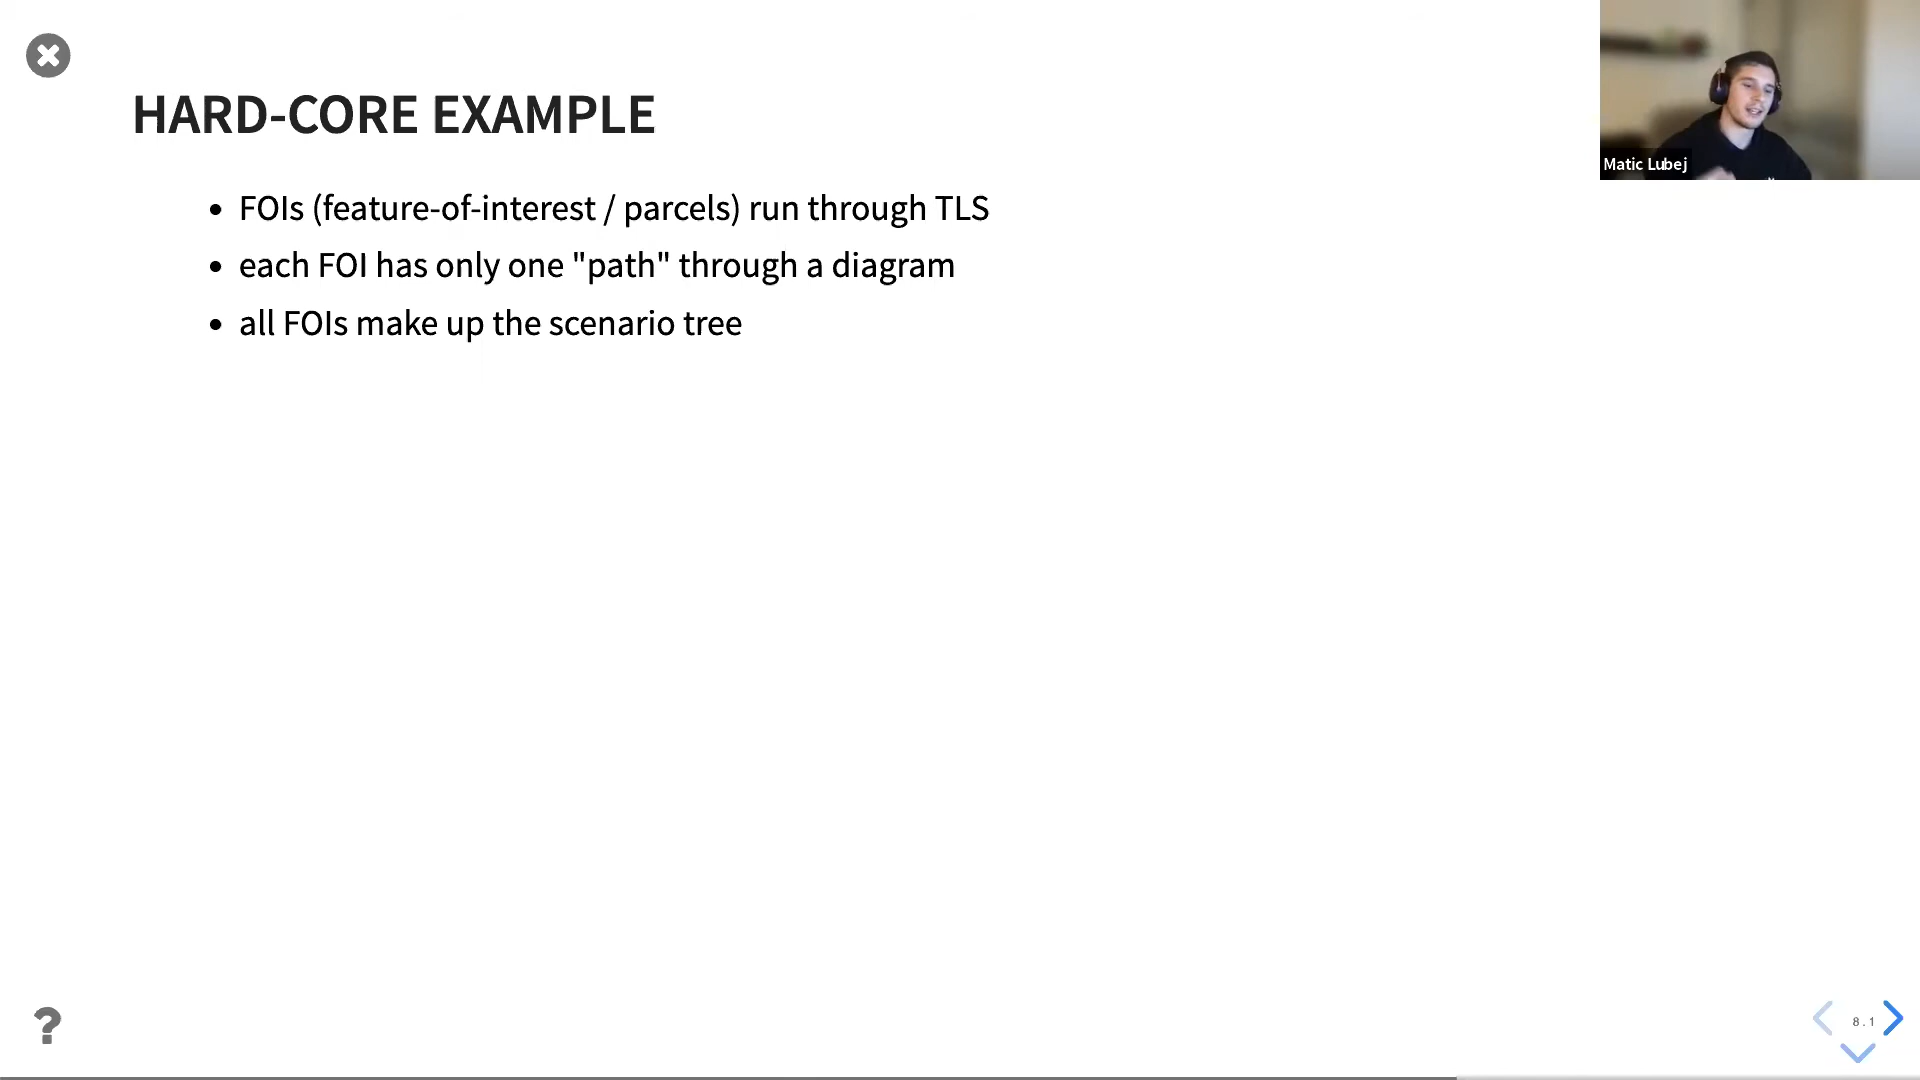 HARD-CORE EXAMPLE
Matic Lubej
• FOIs (feature-of-interest / parcels) run through TLS
• each FOI has only one "path" through a diagram
• all FOIs make up the scenario tree
?
8.1